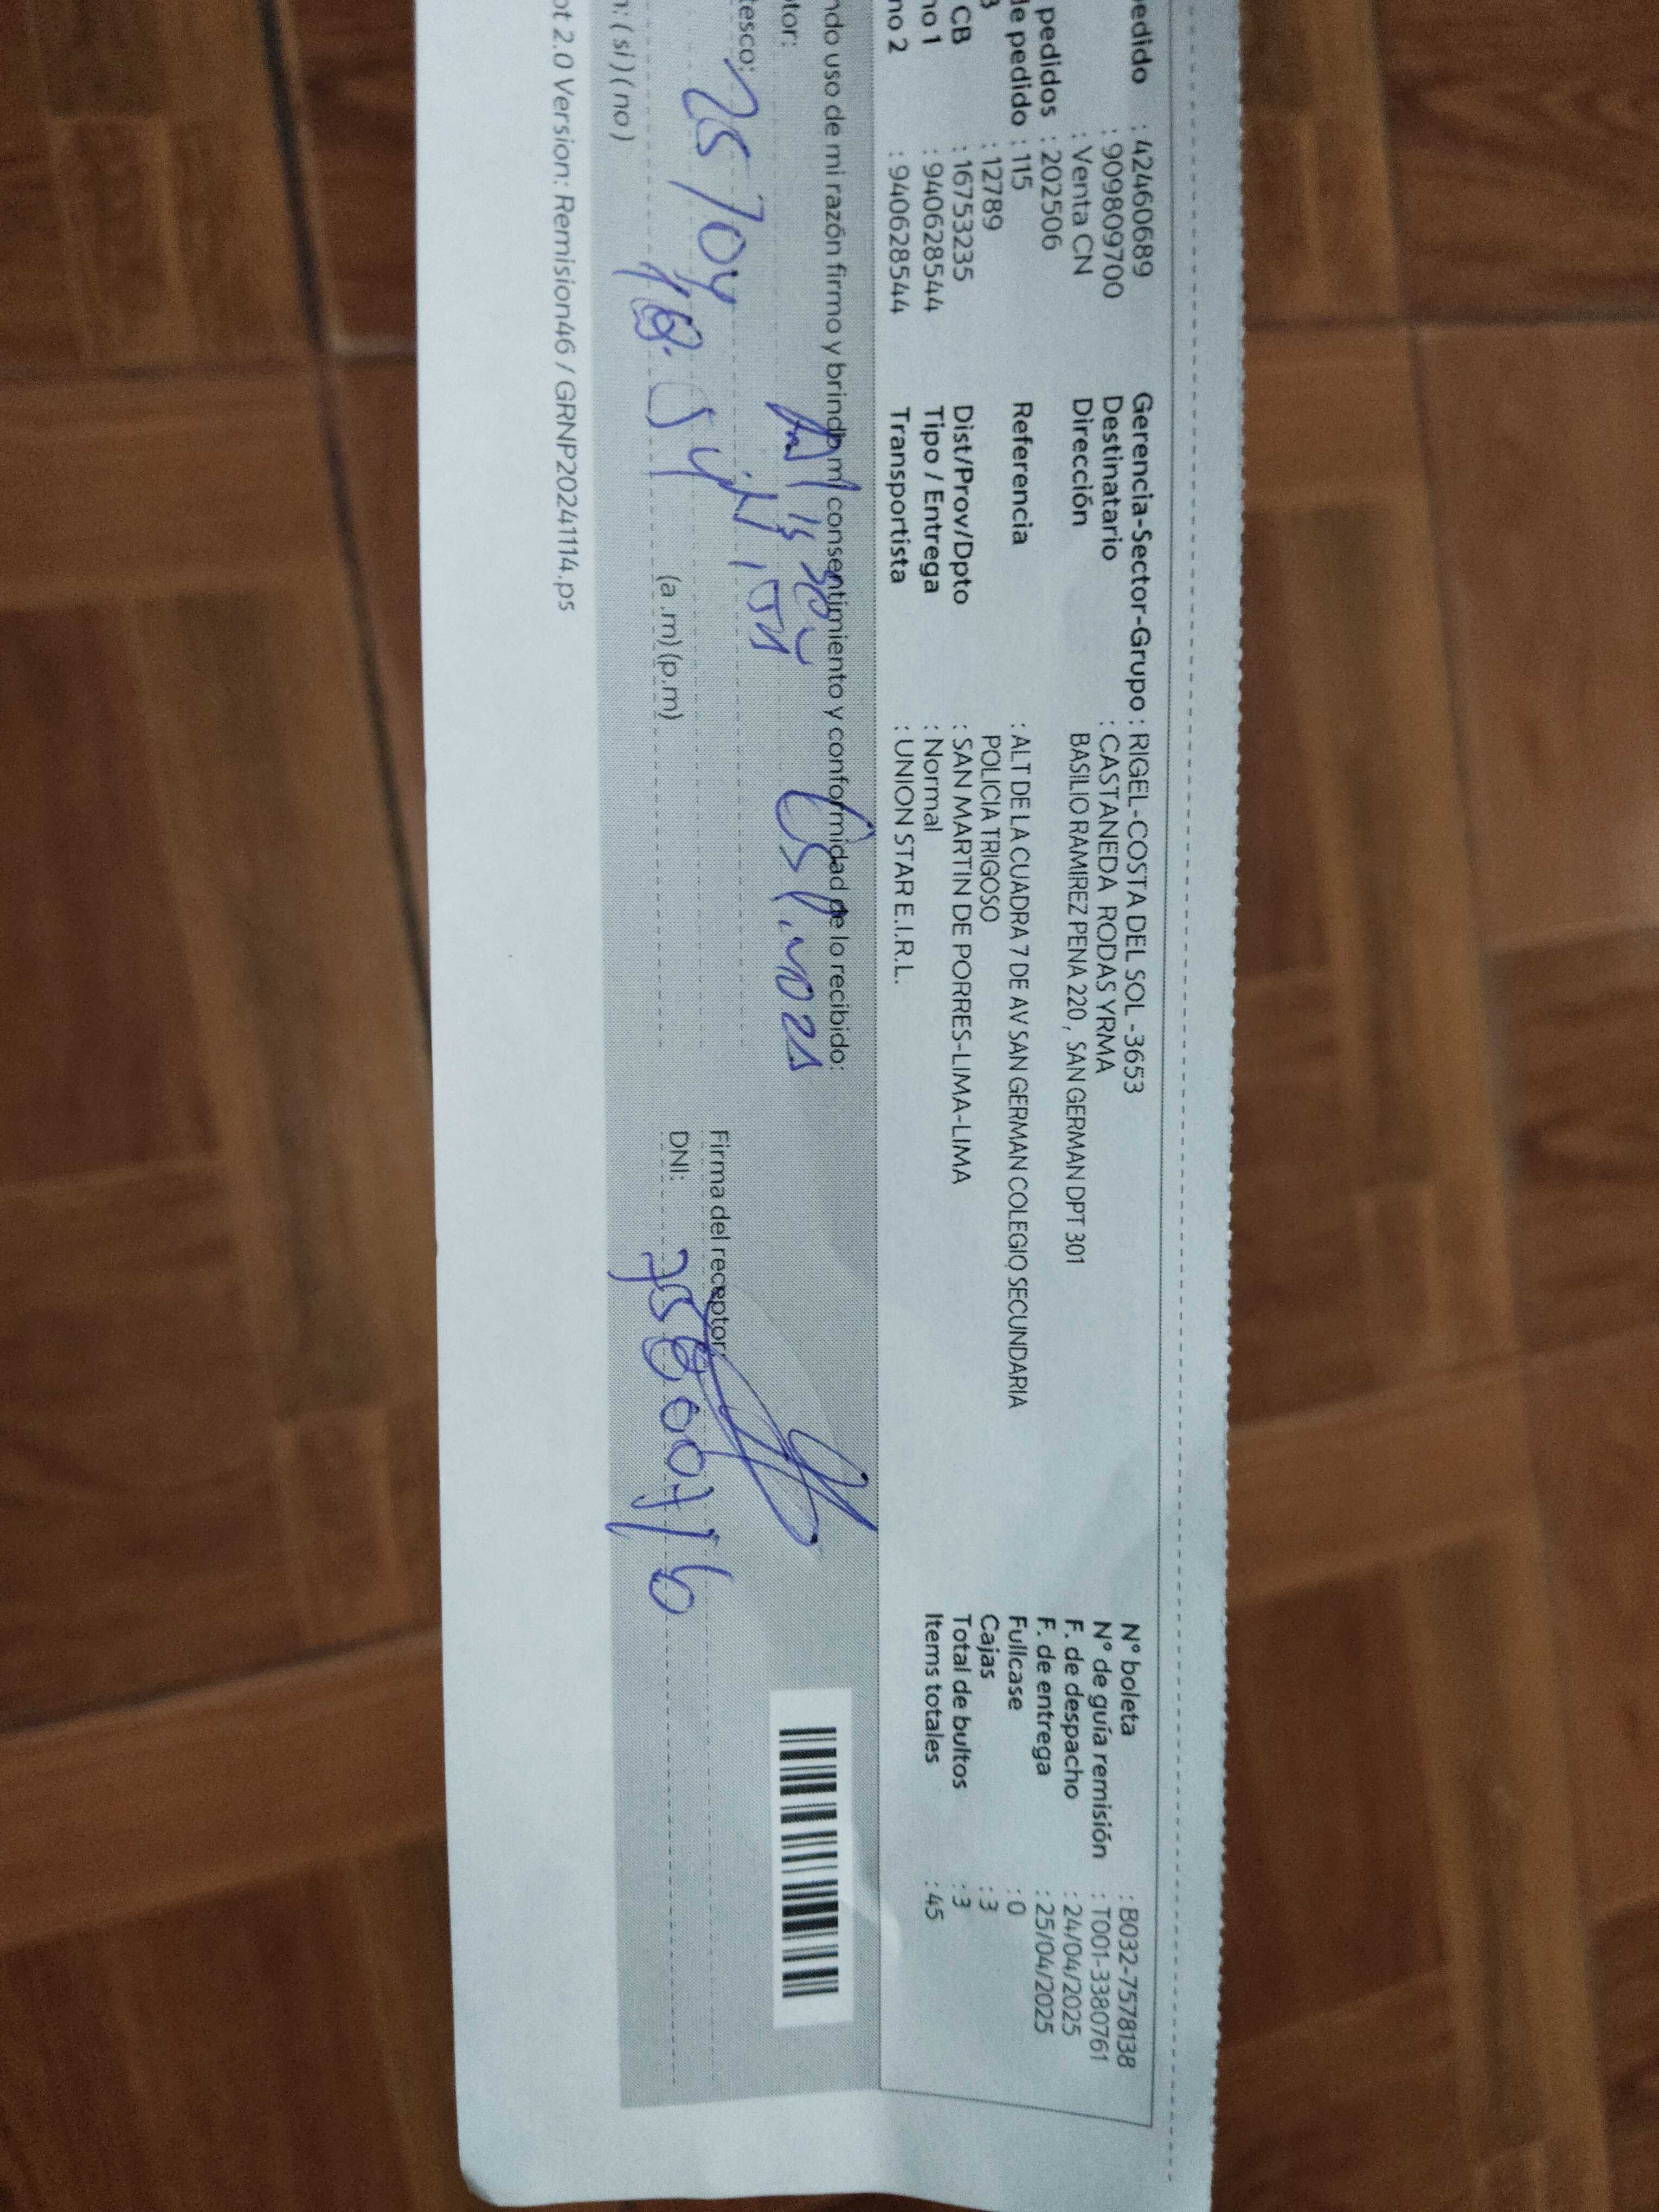 edido : 42460689
: 909809700
: Venta CN
pedidos : 202506
de pedido : 115
: 12789
CB : 16753235
no 1 : 940628544
no 2 : 940628544
Gerencia-Sector-Grupo : RIGEL-COSTA DEL SOL -3653
Destinatario : CASTANEDA RODAS YRMA
Dirección BASILIO RAMIREZ PENA 220, SAN GERMAN DPT 301
Referencia : ALT DE LA CUADRA 7 DE AV SAN GERMAN COLEGIO SECUNDARIA
POLICIA TRIGOSO
Dist/Prov/Dpto : SAN MARTIN DE PORRES-LIMA-LIMA
Tipo / Entrega : Normal
Transportista : UNION STAR E.I.R.L.
N° boleta : B032-7578138
N° de guía remisión : T001-3380761
F. de despacho : 24/04/2025
F. de entrega : 25/04/2025
Fullcase : 0
Cajas : 3
Total de bultos : 3
Items totales : 45
ndo uso de mi razón firmo y brindo mi consentimiento y conformidad de lo recibido:
tor:
tesco:
25/04
(a.m) (p.m)
n: ( si ) ( no )
Firma del receptor:
DNI:
ot 2.0 Version: Remision46 / GRNP20241114.ps